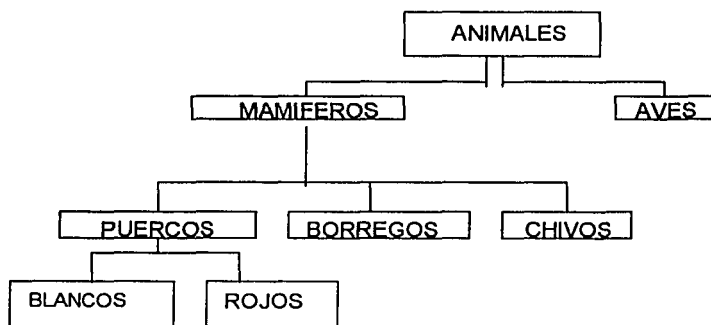 ANIMALES
MAMIFEROS AVES
PUERCOS BORREGOS CHIVOS
BLANCOS ROJOS